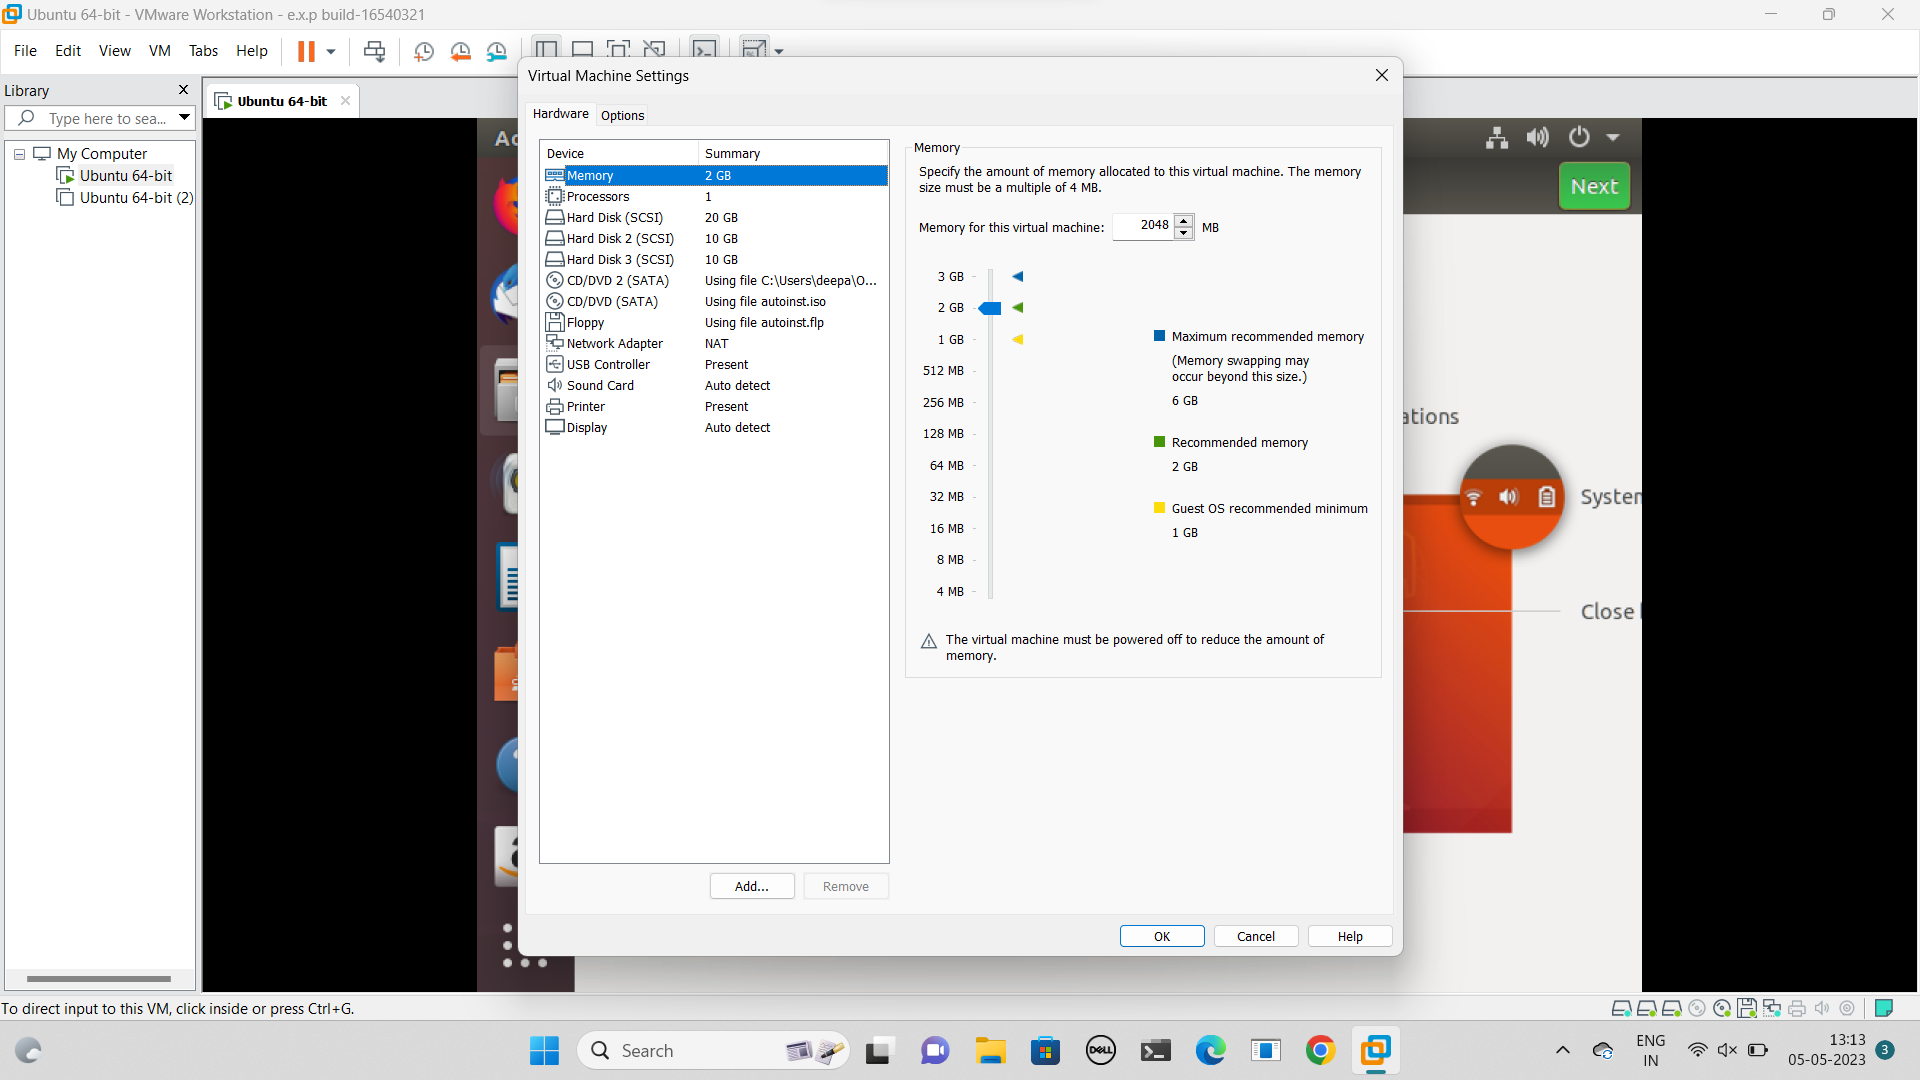 Ubuntu 64-bit - VMware Workstation - e.x.p build-16540321
File Edit View VM Tabs Help
Library
Type here to sea...
My Computer
Ubuntu 64-bit
Ubuntu 64-bit (2)
Ubuntu 64-bit
Virtual Machine Settings
Hardware Options
Device Summary
Memory 2 GB
Processors 1
Hard Disk (SCSI) 20 GB
Hard Disk 2 (SCSI) 10 GB
Hard Disk 3 (SCSI) 10 GB
CD/DVD 2 (SATA) Using file C:\Users\deepa\O...
CD/DVD (SATA) Using file autoinst.iso
Floppy Using file autoinst.flp
Network Adapter NAT
USB Controller Present
Sound Card Auto detect
Printer Present
Display Auto detect
Add... Remove
Memory
Specify the amount of memory allocated to this virtual machine. The memory
size must be a multiple of 4 MB.
Memory for this virtual machine: 2048 MB
3 GB
2 GB
1 GB
512 MB
256 MB
128 MB
64 MB
32 MB
16 MB
8 MB
4 MB
Maximum recommended memory
(Memory swapping may
occur beyond this size.)
6 GB
Recommended memory
2 GB
Guest OS recommended minimum
1 GB
The virtual machine must be powered off to reduce the amount of
memory.
OK Cancel Help
Next
ations
System
Close
To direct input to this VM, click inside or press Ctrl+G.
Search
DELL
ENG
IN
13:13
05-05-2023
3